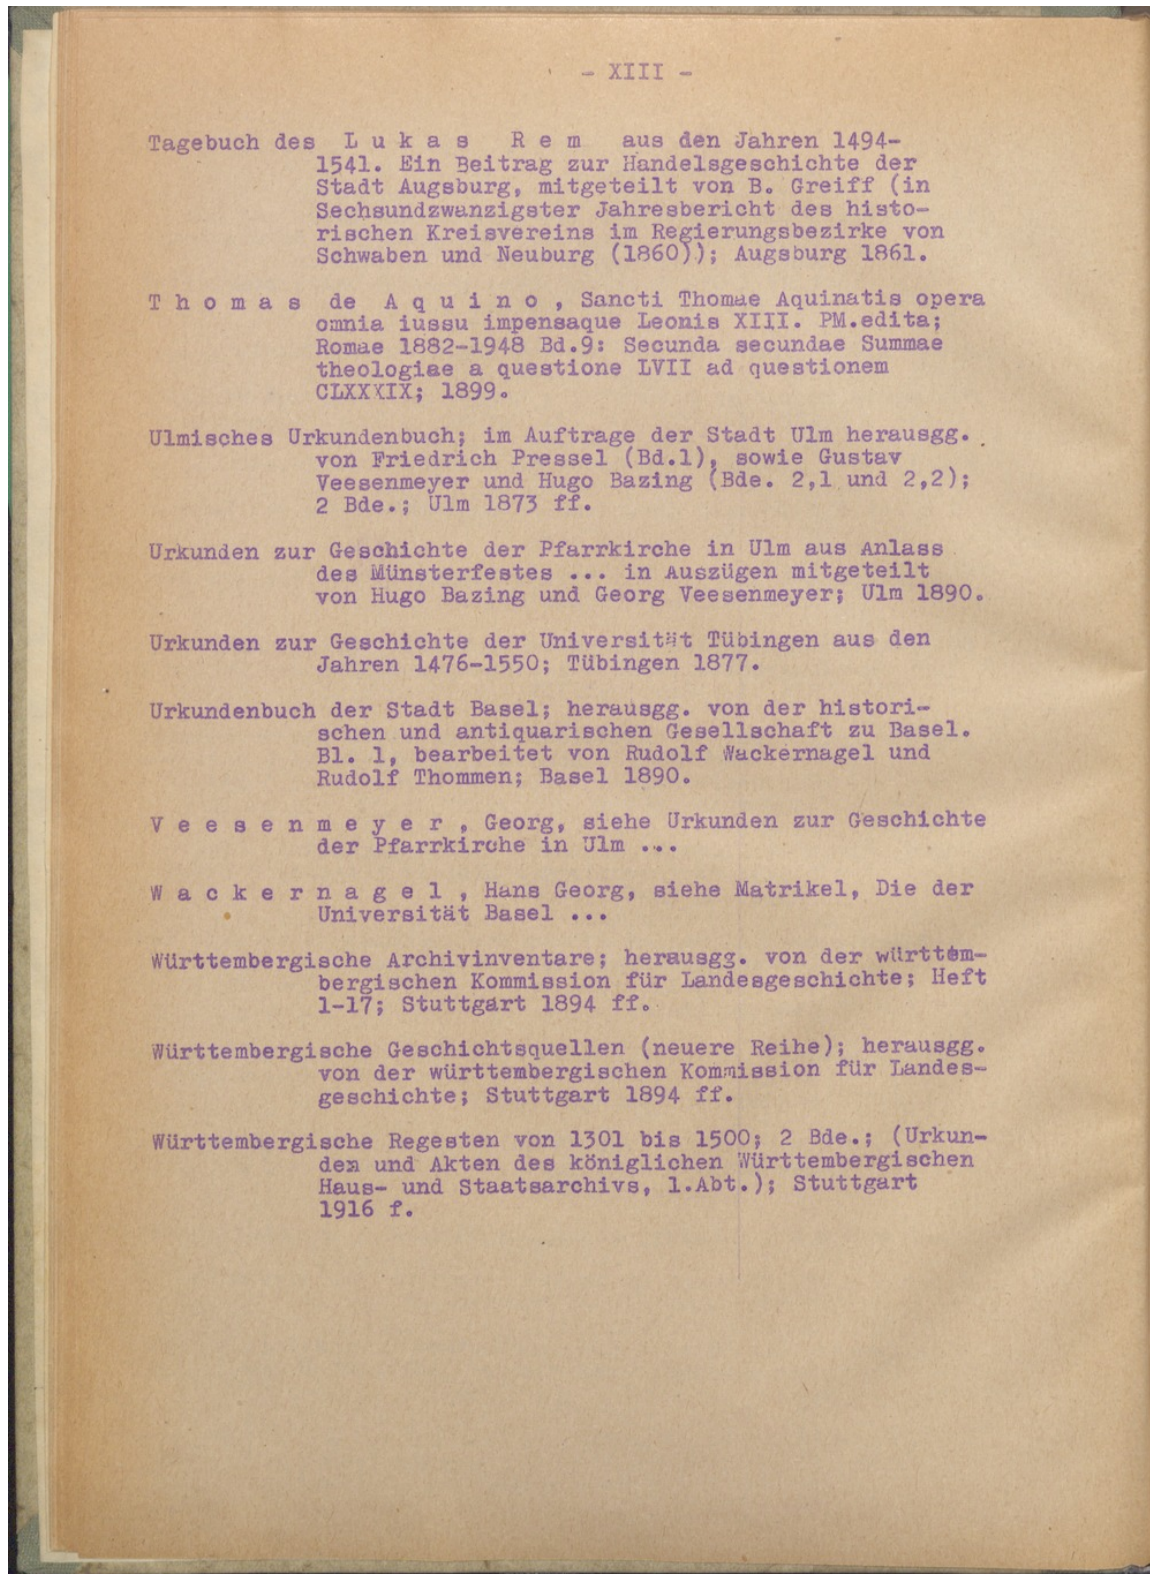 - XIII -
Tagebuch des L u k a s R e m aus den Jahren 1494-
1541. Ein Beitrag zur Handelsgeschichte der
Stadt Augsburg, mitgeteilt von B. Greiff (in
Sechsundzwanzigster Jahresbericht des histo-
rischen Kreisvereins im Regierungsbezirke von
Schwaben und Neuburg (1860)); Augsburg 1861.
T h o m a s de A q u i n o , Sancti Thomae Aquinatis opera
omnia iussu impensaque Leonis XIII. PM.edita;
Romae 1882-1948 Bd.9: Secunda secundae Summae
theologiae a questione LVII ad questionem
CLXXXIX; 1899.
Ulmisches Urkundenbuch; im Auftrage der Stadt Ulm herausgg.
von Friedrich Pressel (Bd.1), sowie Gustav
Veesenmeyer und Hugo Bazing (Bde. 2,1 und 2,2);
2 Bde.; Ulm 1873 ff.
Urkunden zur Geschichte der Pfarrkirche in Ulm aus Anlass
des Münsterfestes ... in Auszügen mitgeteilt
von Hugo Bazing und Georg Veesenmeyer; Ulm 1890.
Urkunden zur Geschichte der Universität Tübingen aus den
Jahren 1476-1550; Tübingen 1877.
Urkundenbuch der Stadt Basel; herausgg. von der histori-
schen und antiquarischen Gesellschaft zu Basel.
Bl. 1, bearbeitet von Rudolf Wackernagel und
Rudolf Thommen; Basel 1890.
V e e s e n m e y e r , Georg, siehe Urkunden zur Geschichte
der Pfarrkirche in Ulm ...
W a c k e r n a g e l , Hans Georg, siehe Matrikel, Die der
Universität Basel ...
Württembergische Archivinventare; herausgg. von der württem-
bergischen Kommission für Landesgeschichte; Heft
1-17; Stuttgart 1894 ff.
Württembergische Geschichtsquellen (neuere Reihe); herausgg.
von der württembergischen Kommission für Landes-
geschichte; Stuttgart 1894 ff.
Württembergische Regesten von 1301 bis 1500; 2 Bde.; (Urkun-
den und Akten des königlichen Württembergischen
Haus- und Staatsarchivs, 1.Abt.); Stuttgart
1916 f.